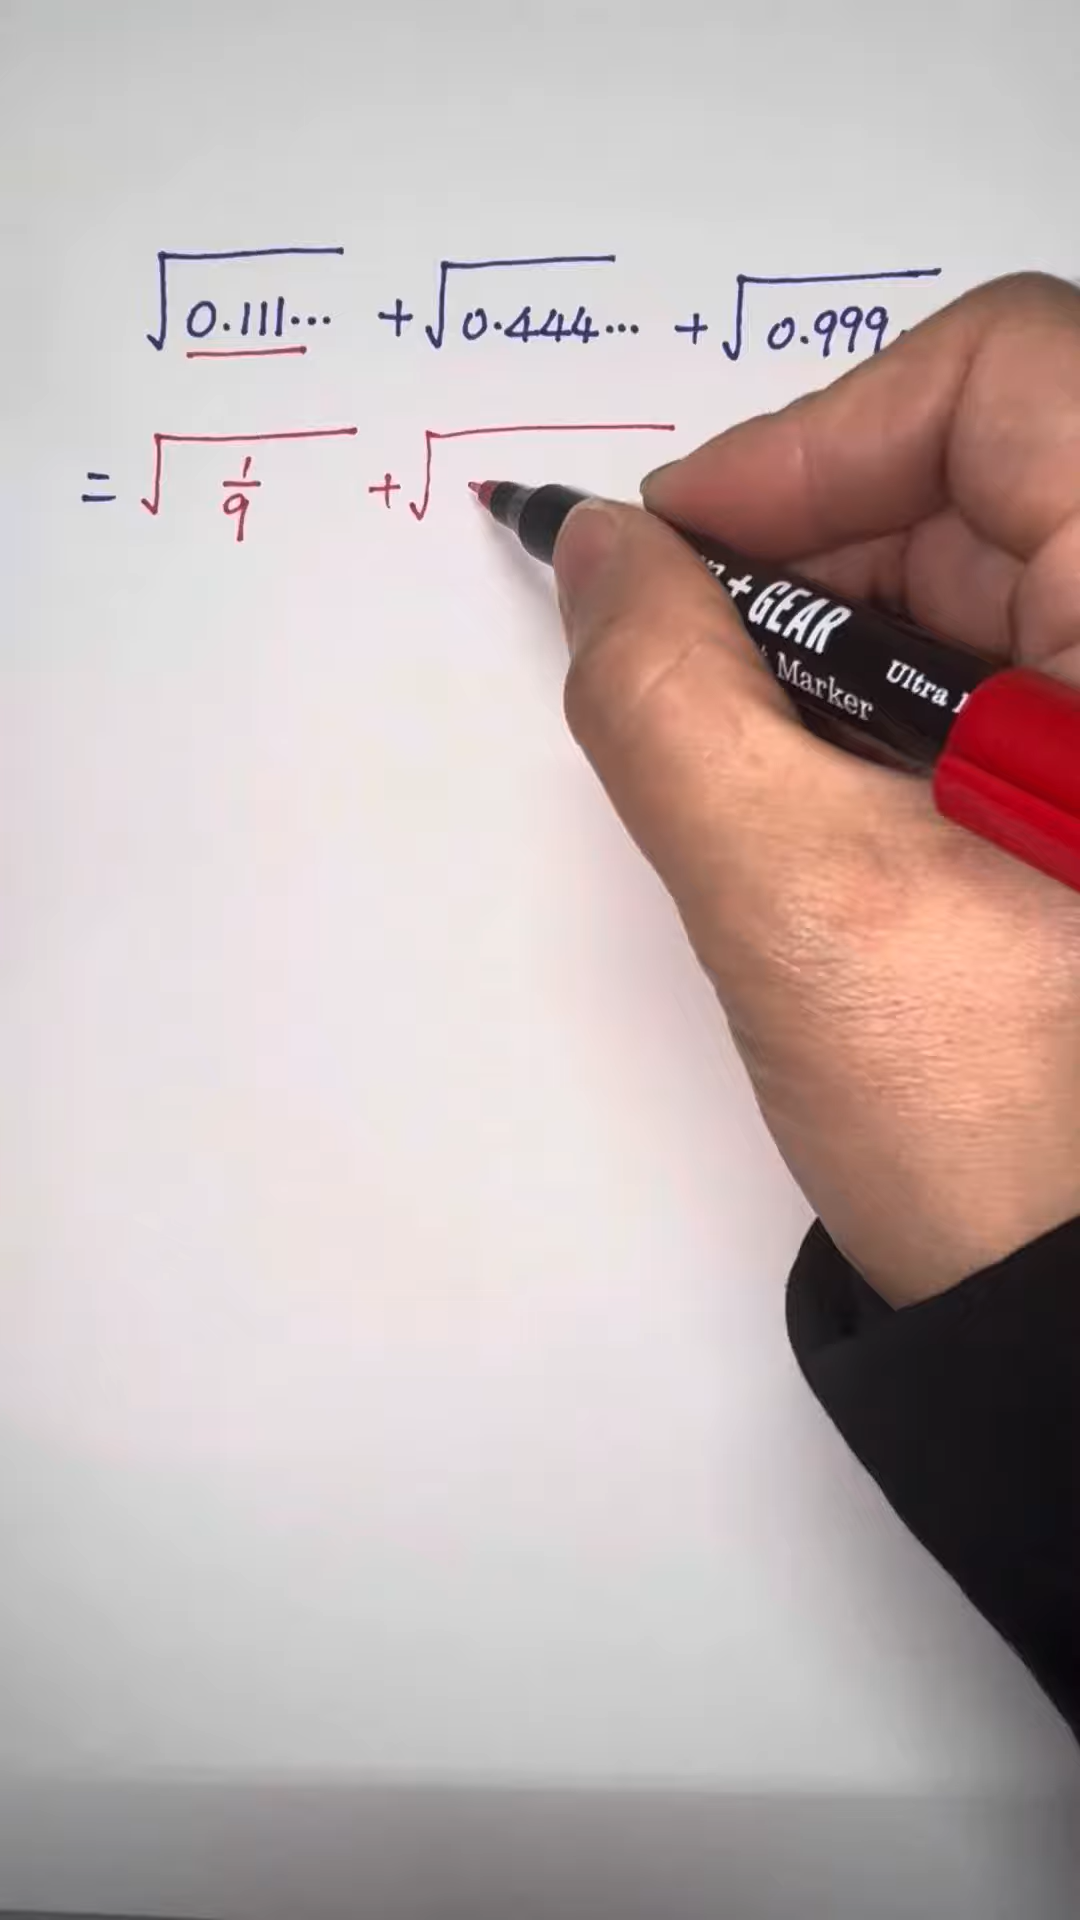 √0.111... + √0.444... + √0.999
= √1/9 + √
+ GEAR
Marker Ultra